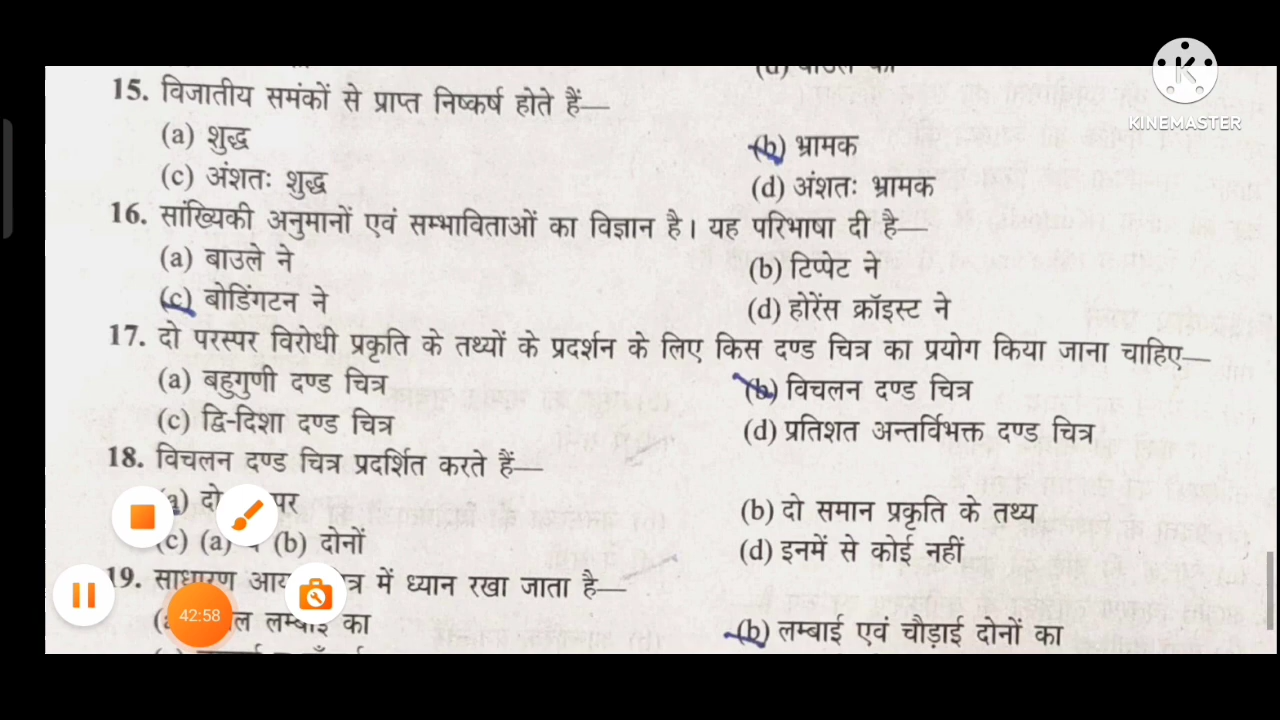 KINEMASTER
15. विजातीय समंकों से प्राप्त निष्कर्ष होते हैं—
(a) शुद्ध (b) भ्रामक
(c) अंशतः शुद्ध (d) अंशतः भ्रामक
16. सांख्यिकी अनुमानों एवं सम्भाविताओं का विज्ञान है। यह परिभाषा दी है—
(a) बाउले ने (b) टिप्पेट ने
(c) बोडिंगटन ने (d) होरेंस क्रॉइस्ट ने
17. दो परस्पर विरोधी प्रकृति के तथ्यों के प्रदर्शन के लिए किस दण्ड चित्र का प्रयोग किया जाना चाहिए—
(a) बहुगुणी दण्ड चित्र (b) विचलन दण्ड चित्र
(c) द्वि-दिशा दण्ड चित्र (d) प्रतिशत अन्तर्विभक्त दण्ड चित्र
18. विचलन दण्ड चित्र प्रदर्शित करते हैं—
(a) दो (b) दो समान प्रकृति के तथ्य
(c) (a) (b) दोनों (d) इनमें से कोई नहीं
19. साधारण में ध्यान रखा जाता है—
42:58
लम्बाई का (b) लम्बाई एवं चौड़ाई दोनों का